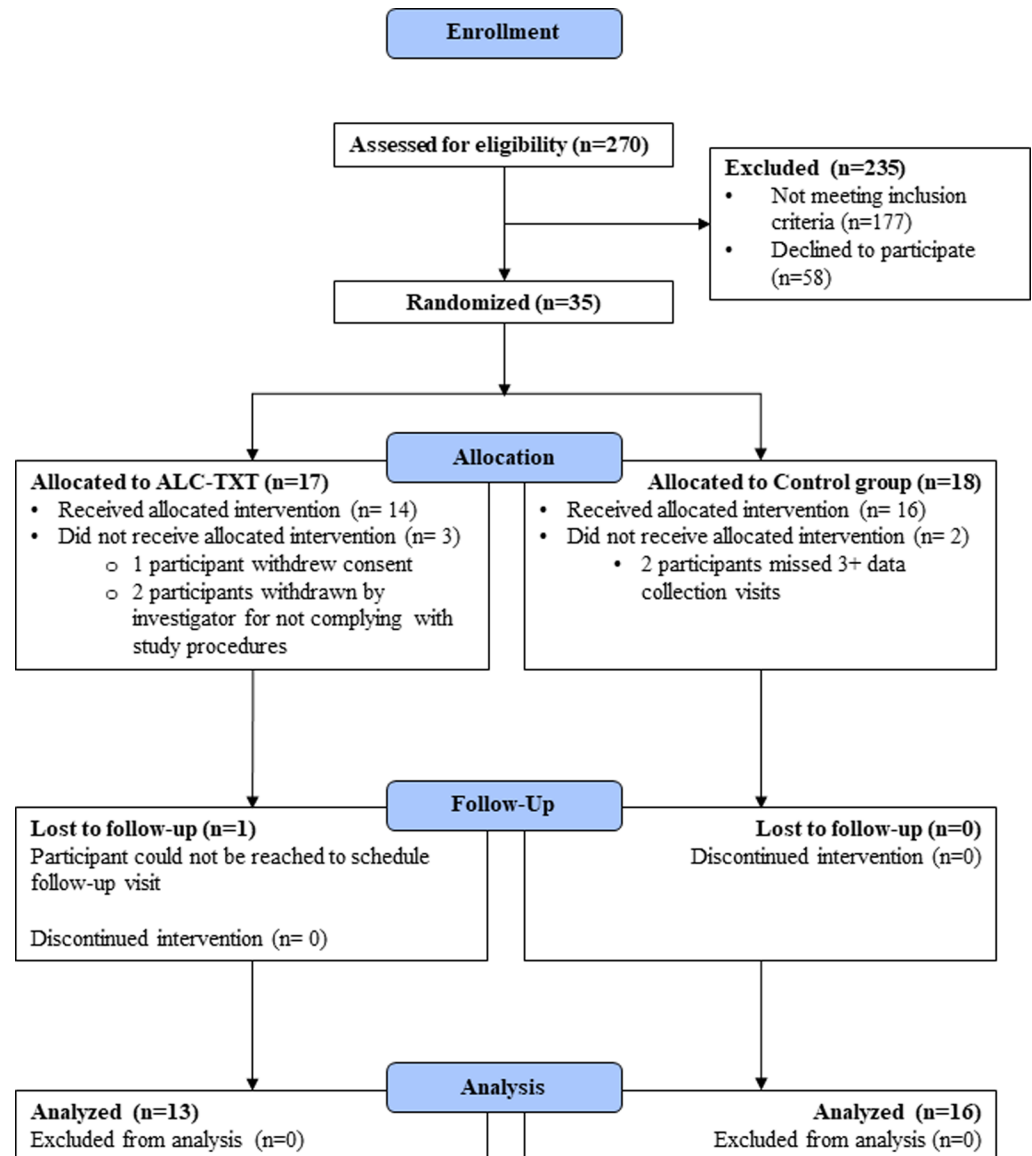 Enrollment
Assessed for eligibility (n=270)
Excluded (n=235)
• Not meeting inclusion
criteria (n=177)
• Declined to participate
(n=58)
Randomized (n=35)
Allocation
Allocated to ALC-TXT (n=17)
• Received allocated intervention (n= 14)
• Did not receive allocated intervention (n= 3)
o 1 participant withdrew consent
o 2 participants withdrawn by
investigator for not complying with
study procedures
Allocated to Control group (n=18)
• Received allocated intervention (n= 16)
• Did not receive allocated intervention (n= 2)
• 2 participants missed 3+ data
collection visits
Follow-Up
Lost to follow-up (n=1)
Participant could not be reached to schedule
follow-up visit
Discontinued intervention (n= 0)
Lost to follow-up (n=0)
Discontinued intervention (n=0)
Analysis
Analyzed (n=13)
Excluded from analysis (n=0)
Analyzed (n=16)
Excluded from analysis (n=0)